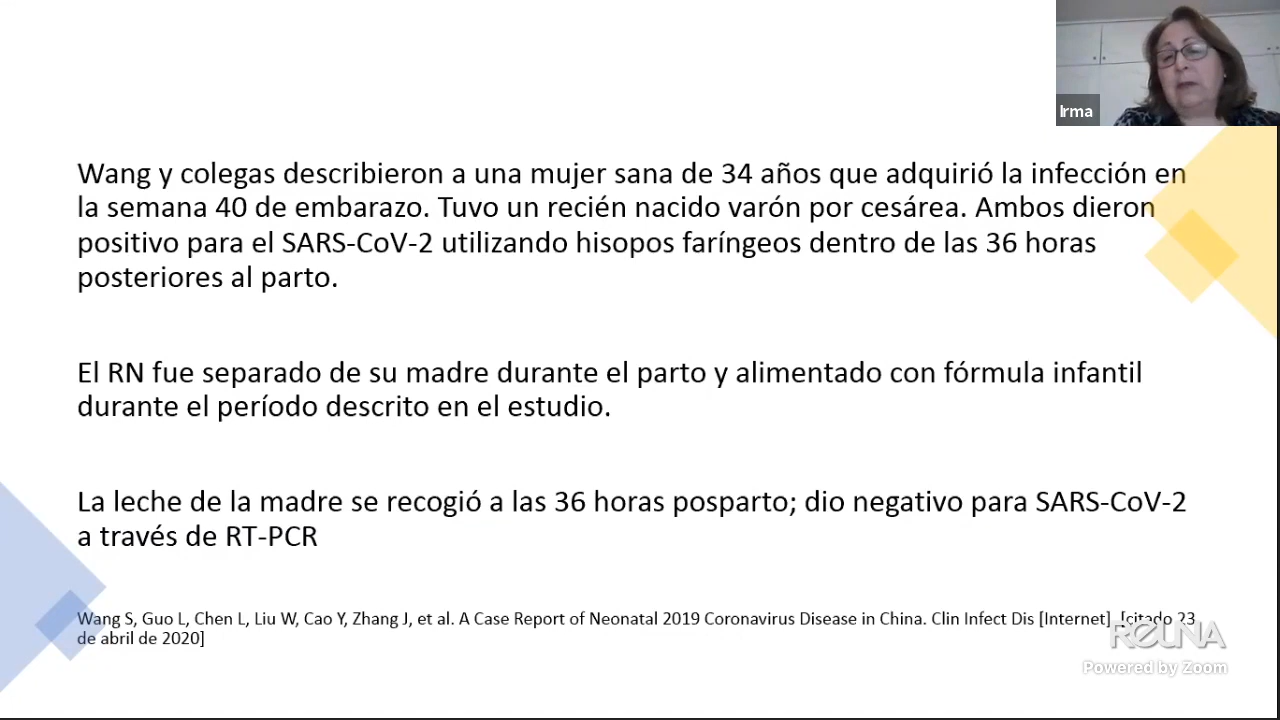 Irma
Wang y colegas describieron a una mujer sana de 34 años que adquirió la infección en
la semana 40 de embarazo. Tuvo un recién nacido varón por cesárea. Ambos dieron
positivo para el SARS-CoV-2 utilizando hisopos faríngeos dentro de las 36 horas
posteriores al parto.
El RN fue separado de su madre durante el parto y alimentado con fórmula infantil
durante el período descrito en el estudio.
La leche de la madre se recogió a las 36 horas posparto; dio negativo para SARS-CoV-2
a través de RT-PCR
Wang S, Guo L, Chen L, Liu W, Cao Y, Zhang J, et al. A Case Report of Neonatal 2019 Coronavirus Disease in China. Clin Infect Dis [Internet]. [citado 23
de abril de 2020]
REUNA
Powered by Zoom